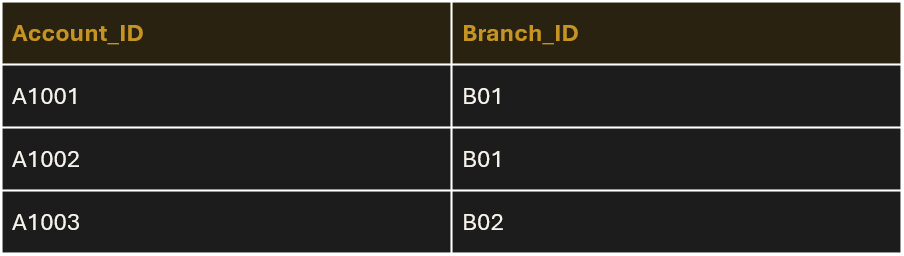 Account_ID Branch_ID
A1001 B01
A1002 B01
A1003 B02